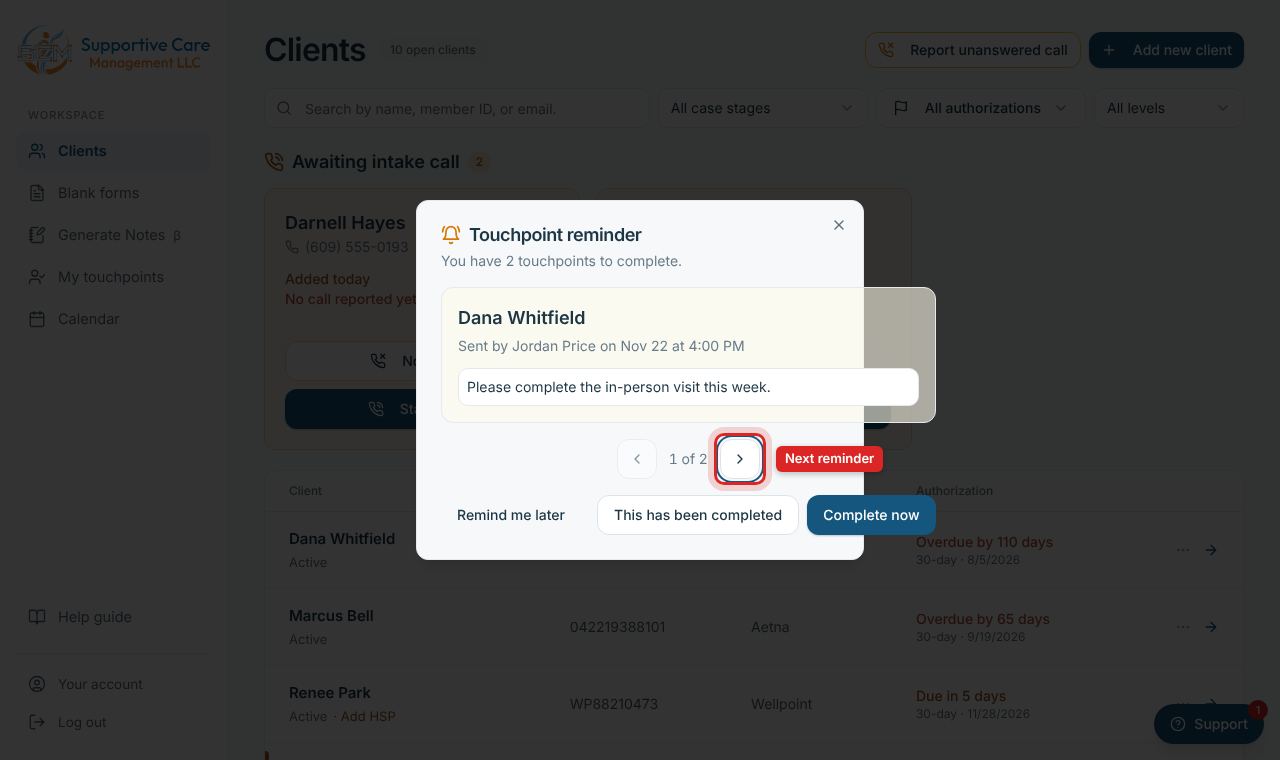 SCM
Supportive Care
Management LLC
WORKSPACE
Clients
Blank forms
Generate Notes β
My touchpoints
Calendar
Help guide
Your account
Log out
Clients 10 open clients
Report unanswered call
Add new client
Search by name, member ID, or email.
All case stages
All authorizations
All levels
Awaiting intake call 2
Darnell Hayes
(609) 555-0193
Added today
No call reported yet
Touchpoint reminder
You have 2 touchpoints to complete.
Dana Whitfield
Sent by Jordan Price on Nov 22 at 4:00 PM
Please complete the in-person visit this week.
1 of 2
Next reminder
Remind me later
This has been completed
Complete now
Client
Authorization
Dana Whitfield
Active
Overdue by 110 days
30-day · 8/5/2026
Marcus Bell
Active
042219388101
Aetna
Overdue by 65 days
30-day · 9/19/2026
Renee Park
Active · Add HSP
WP88210473
Wellpoint
Due in 5 days
30-day · 11/28/2026
Support
1